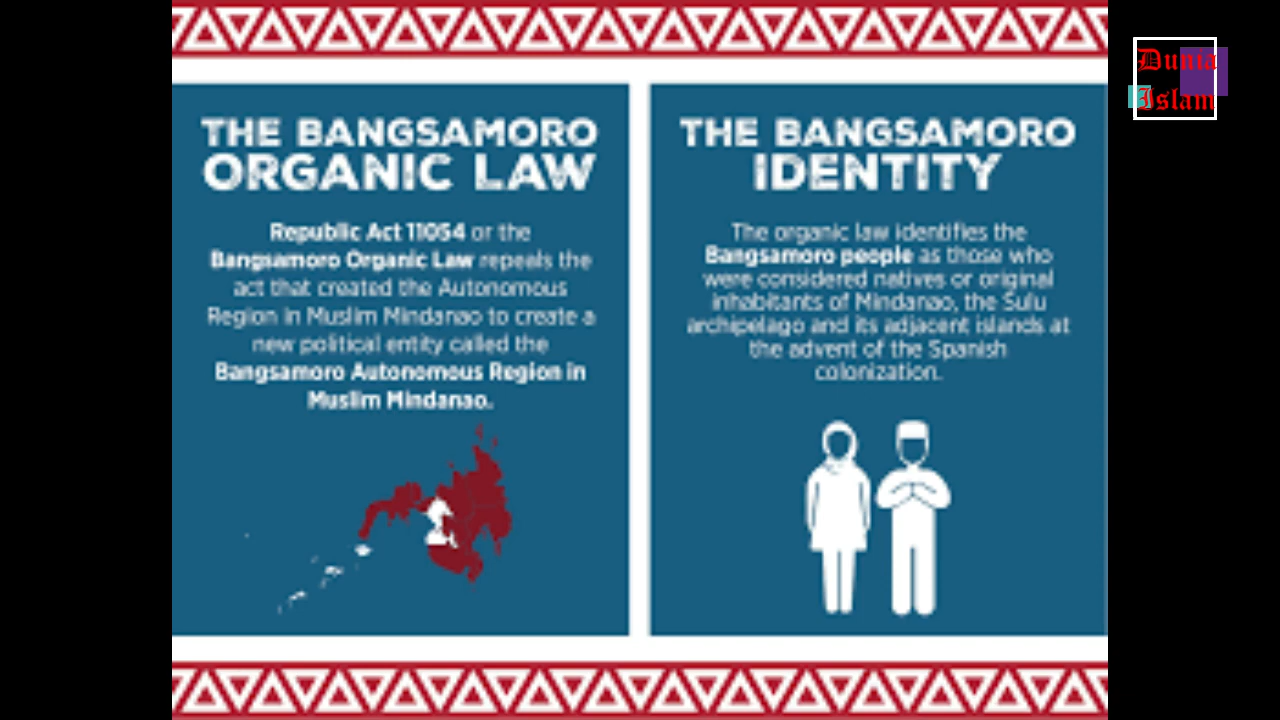 THE BANGSAMORO
ORGANIC LAW
Republic Act 11054 or the
Bangsamoro Organic Law repeals the
act that created the Autonomous
Region in Muslim Mindanao to create a
new political entity called the
Bangsamoro Autonomous Region in
Muslim Mindanao.
THE BANGSAMORO
IDENTITY
The organic law identifies the
Bangsamoro people as those who
were considered natives or original
inhabitants of Mindanao, the Sulu
archipelago and its adjacent islands at
the advent of the Spanish
colonization.
Dunia
Islam